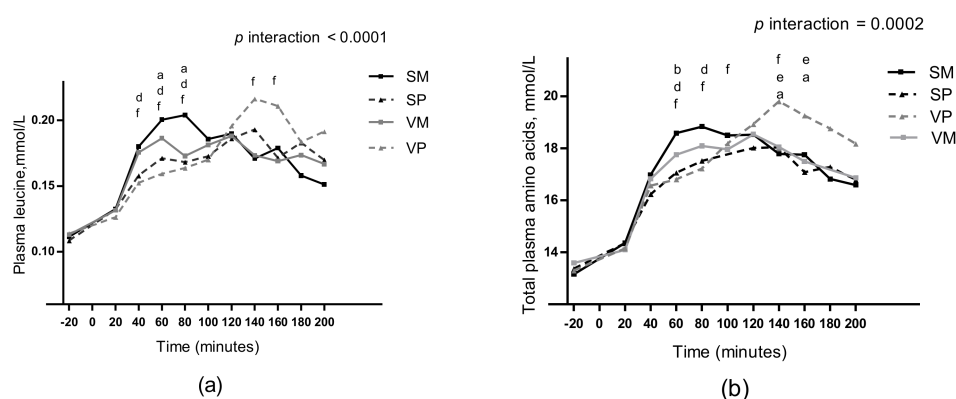 p interaction < 0.0001
a a
d d d f f
f f f
0.20
0.15
0.10
Plasma leucine,mmol/L
-20 0 20 40 60 80 100 120 140 160 180 200
Time (minutes)
SM
SP
VM
VP
(a)
p interaction = 0.0002
b d f f e
d f e a
f a
20
18
16
14
Total plasma amino acids, mmol/L
-20 0 20 40 60 80 100 120 140 160 180 200
Time (minutes)
SM
SP
VP
VM
(b)